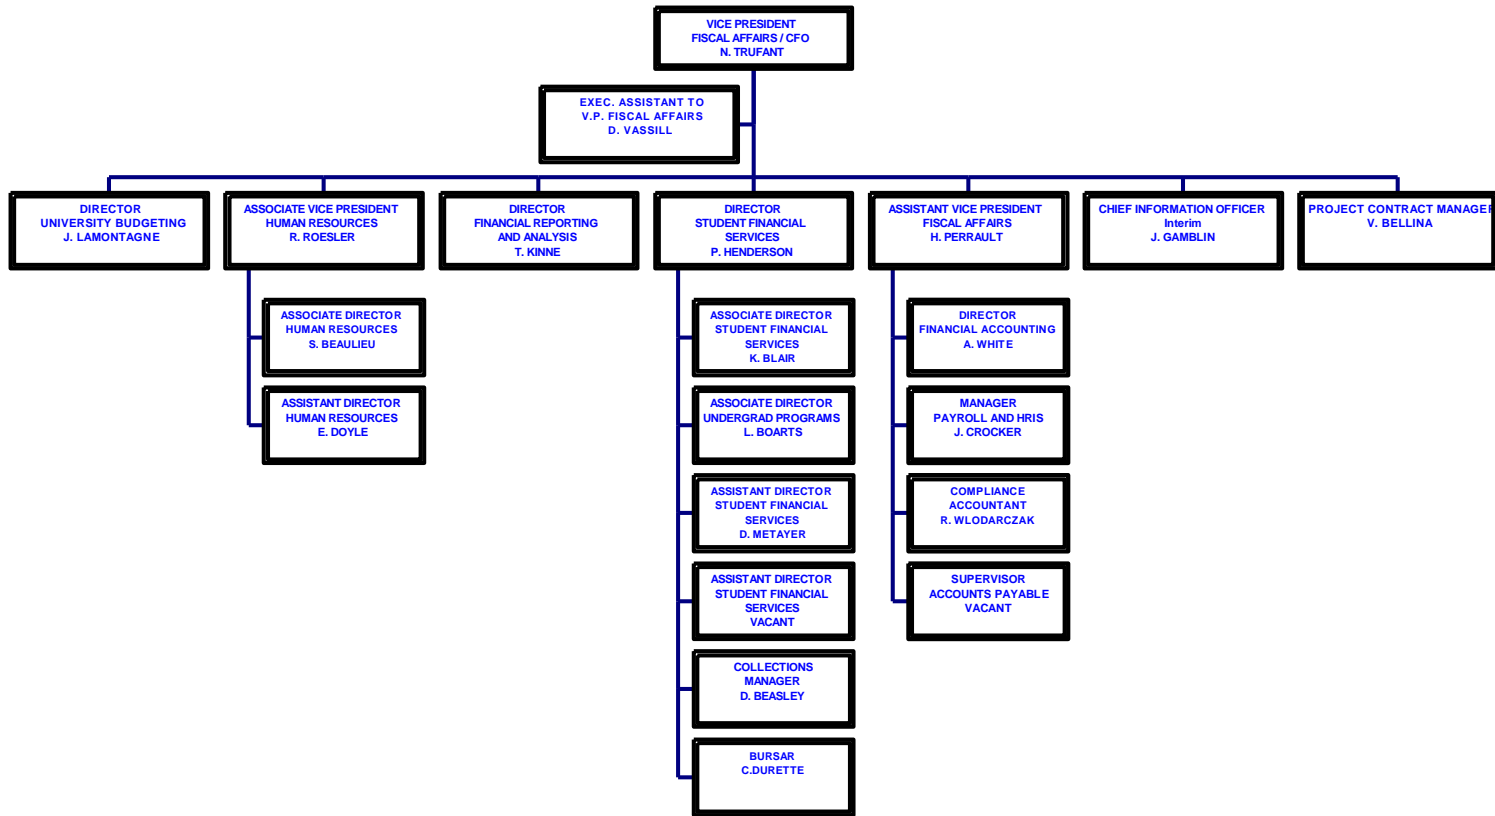 VICE PRESIDENT
FISCAL AFFAIRS / CFO
N. TRUFANT
EXEC. ASSISTANT TO
V.P. FISCAL AFFAIRS
D. VASSILL
DIRECTOR
UNIVERSITY BUDGETING
J. LAMONTAGNE
ASSOCIATE VICE PRESIDENT
HUMAN RESOURCES
R. ROESLER
DIRECTOR
FINANCIAL REPORTING
AND ANALYSIS
T. KINNE
DIRECTOR
STUDENT FINANCIAL
SERVICES
P. HENDERSON
ASSISTANT VICE PRESIDENT
FISCAL AFFAIRS
H. PERRAULT
CHIEF INFORMATION OFFICER
Interim
J. GAMBLIN
PROJECT CONTRACT MANAGER
V. BELLINA
ASSOCIATE DIRECTOR
HUMAN RESOURCES
S. BEAULIEU
ASSISTANT DIRECTOR
HUMAN RESOURCES
E. DOYLE
ASSOCIATE DIRECTOR
STUDENT FINANCIAL
SERVICES
K. BLAIR
ASSOCIATE DIRECTOR
UNDERGRAD PROGRAMS
L. BOARTS
ASSISTANT DIRECTOR
STUDENT FINANCIAL
SERVICES
D. METAYER
ASSISTANT DIRECTOR
STUDENT FINANCIAL
SERVICES
VACANT
COLLECTIONS
MANAGER
D. BEASLEY
BURSAR
C.DURETTE
DIRECTOR
FINANCIAL ACCOUNTING
A. WHITE
MANAGER
PAYROLL AND HRIS
J. CROCKER
COMPLIANCE
ACCOUNTANT
R. WLODARCZAK
SUPERVISOR
ACCOUNTS PAYABLE
VACANT